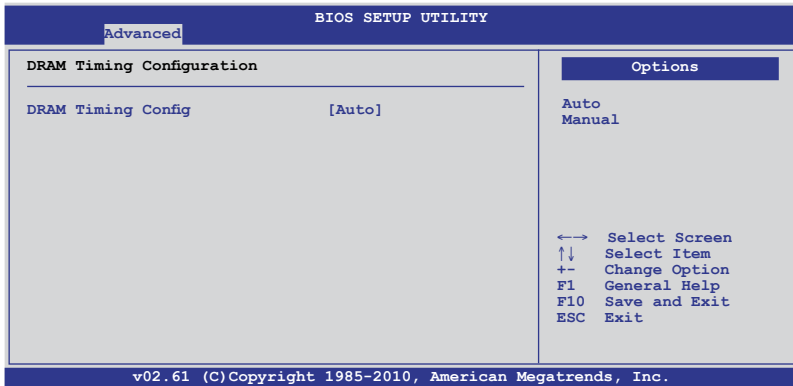 BIOS SETUP UTILITY
Advanced
DRAM Timing Configuration
DRAM Timing Config [Auto]
Options
Auto
Manual
←→ Select Screen
↑↓ Select Item
+- Change Option
F1 General Help
F10 Save and Exit
ESC Exit
v02.61 (C)Copyright 1985-2010, American Megatrends, Inc.